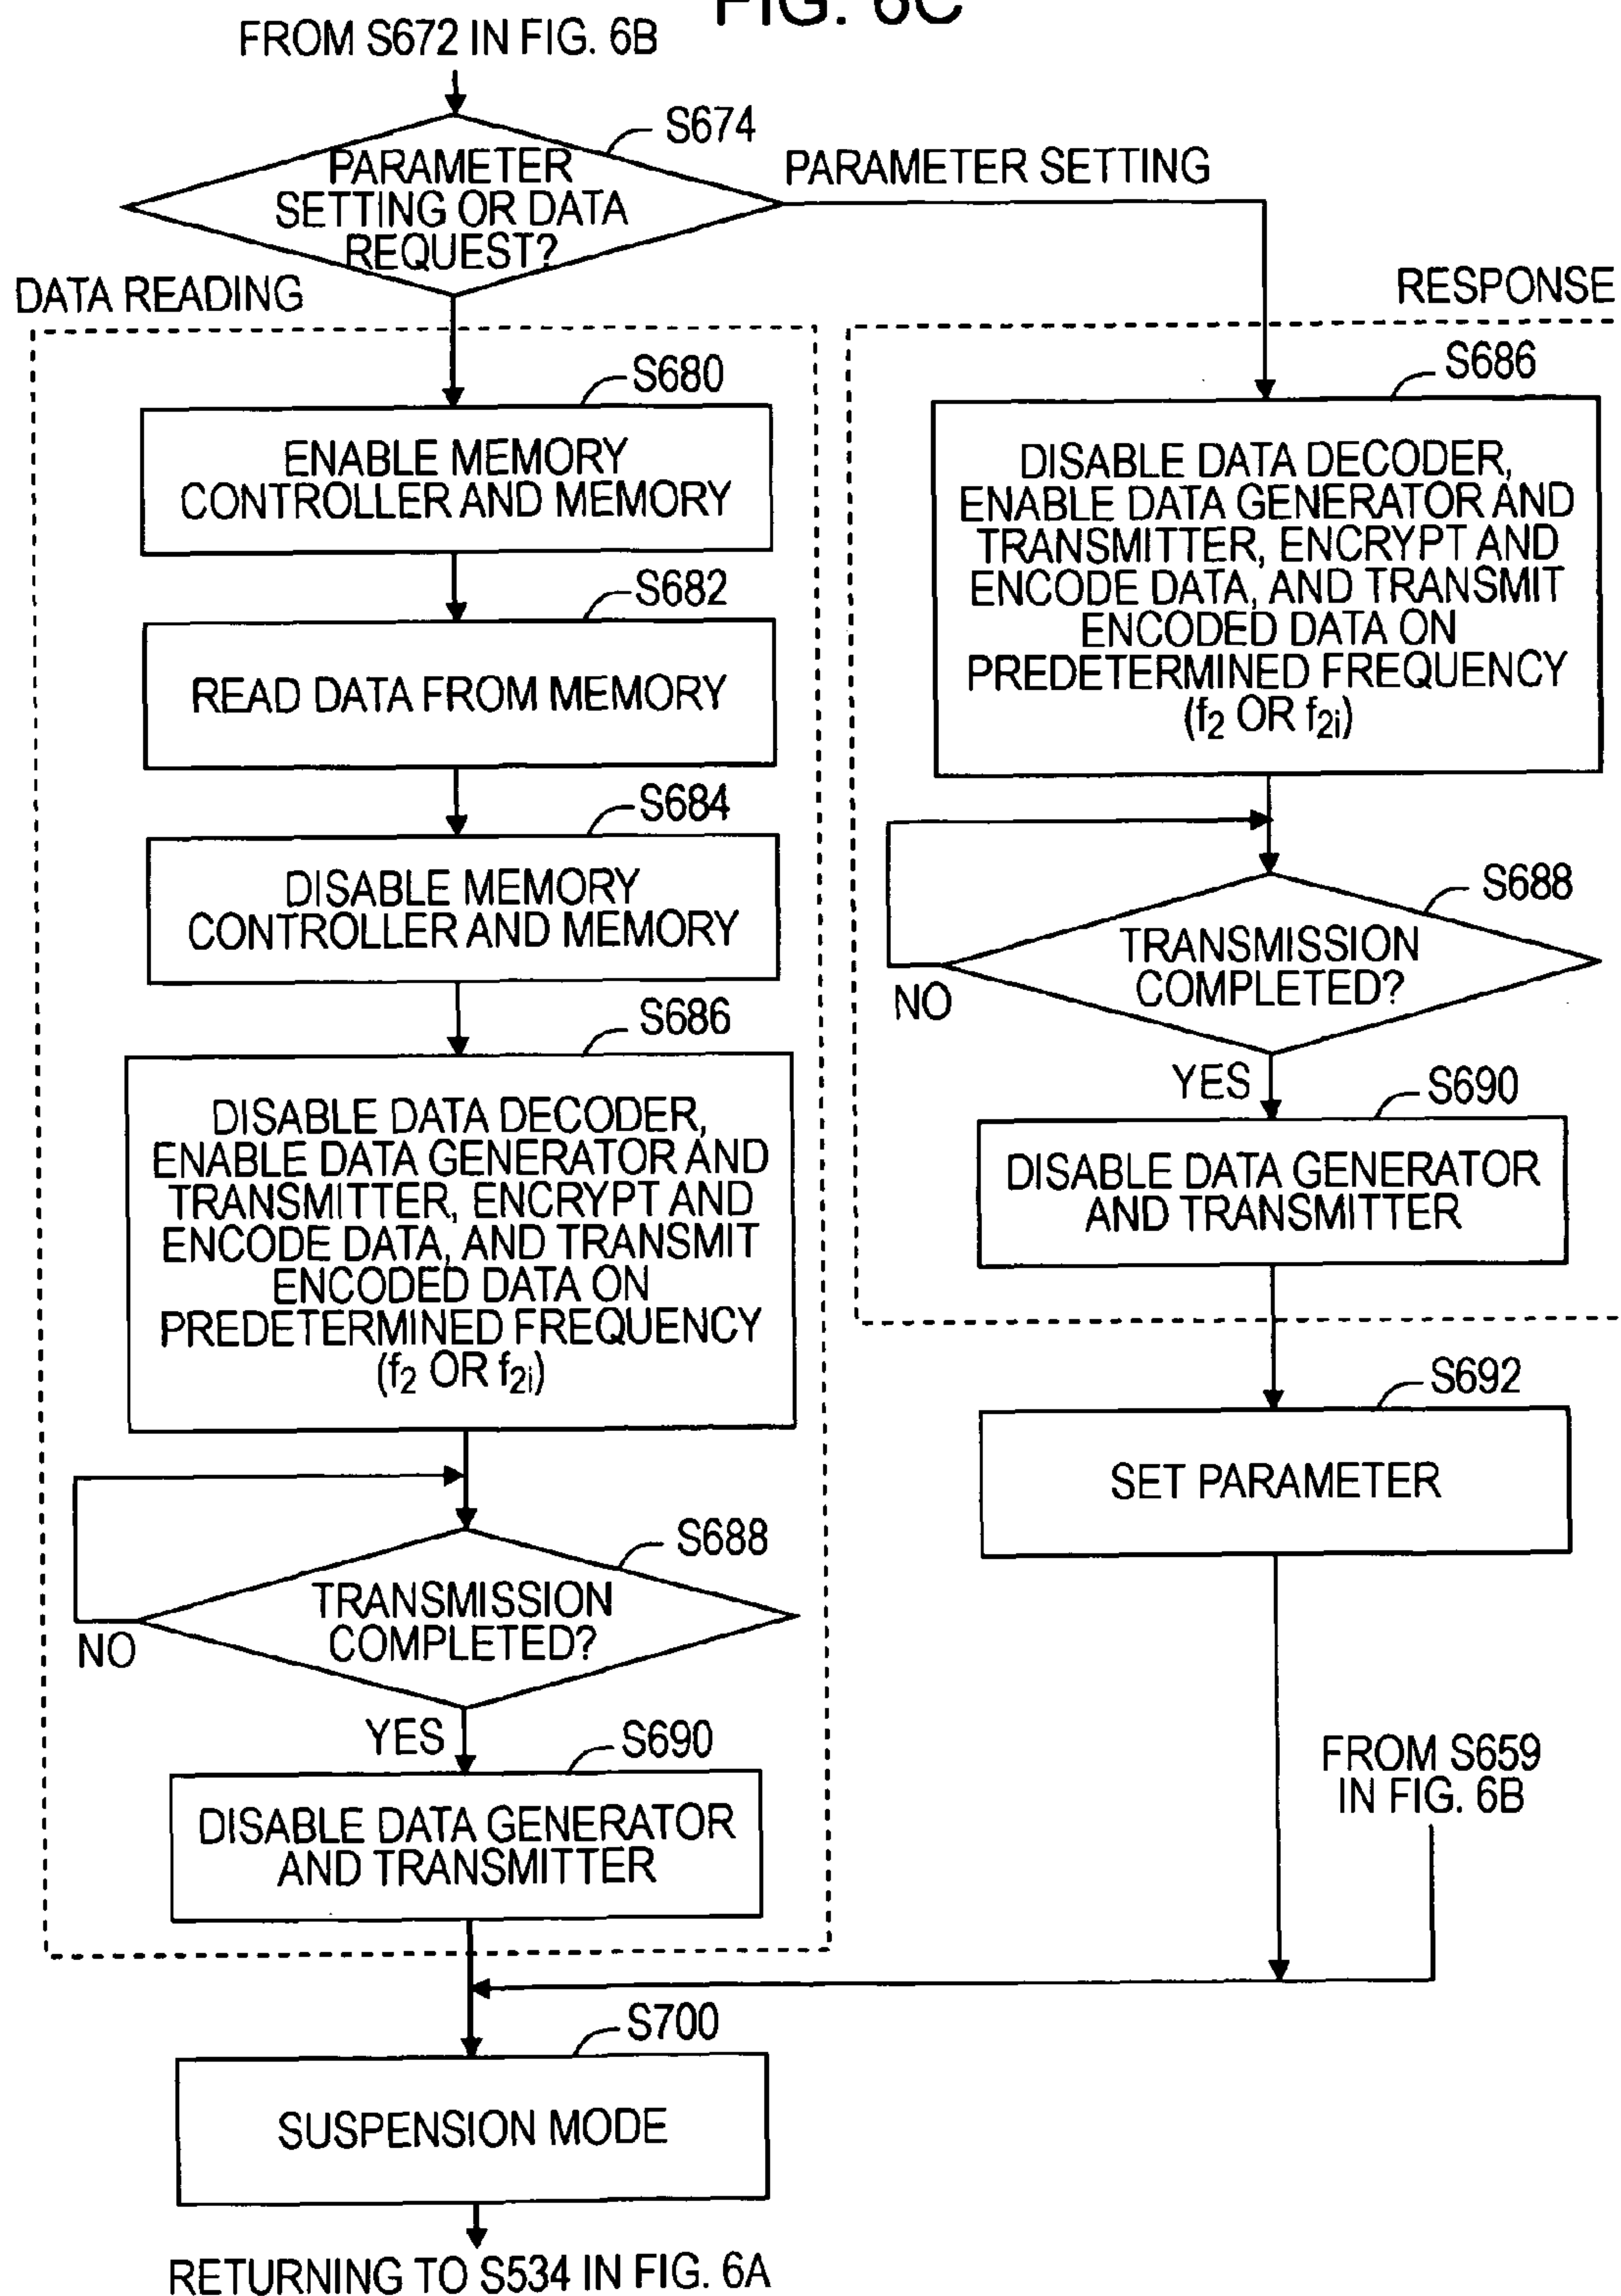 FIG. 6C
FROM S672 IN FIG. 6B
S674
PARAMETER
SETTING OR DATA
REQUEST?
PARAMETER SETTING
DATA READING
RESPONSE
S680
ENABLE MEMORY
CONTROLLER AND MEMORY
S682
READ DATA FROM MEMORY
S684
DISABLE MEMORY
CONTROLLER AND MEMORY
S686
DISABLE DATA DECODER,
ENABLE DATA GENERATOR AND
TRANSMITTER, ENCRYPT AND
ENCODE DATA, AND TRANSMIT
ENCODED DATA ON
PREDETERMINED FREQUENCY
(f2 OR f2i)
S688
TRANSMISSION
COMPLETED?
NO
YES
S690
DISABLE DATA GENERATOR
AND TRANSMITTER
S686
DISABLE DATA DECODER,
ENABLE DATA GENERATOR AND
TRANSMITTER, ENCRYPT AND
ENCODE DATA, AND TRANSMIT
ENCODED DATA ON
PREDETERMINED FREQUENCY
(f2 OR f2i)
S688
TRANSMISSION
COMPLETED?
NO
YES
S690
DISABLE DATA GENERATOR
AND TRANSMITTER
S692
SET PARAMETER
FROM S659
IN FIG. 6B
S700
SUSPENSION MODE
RETURNING TO S534 IN FIG. 6A